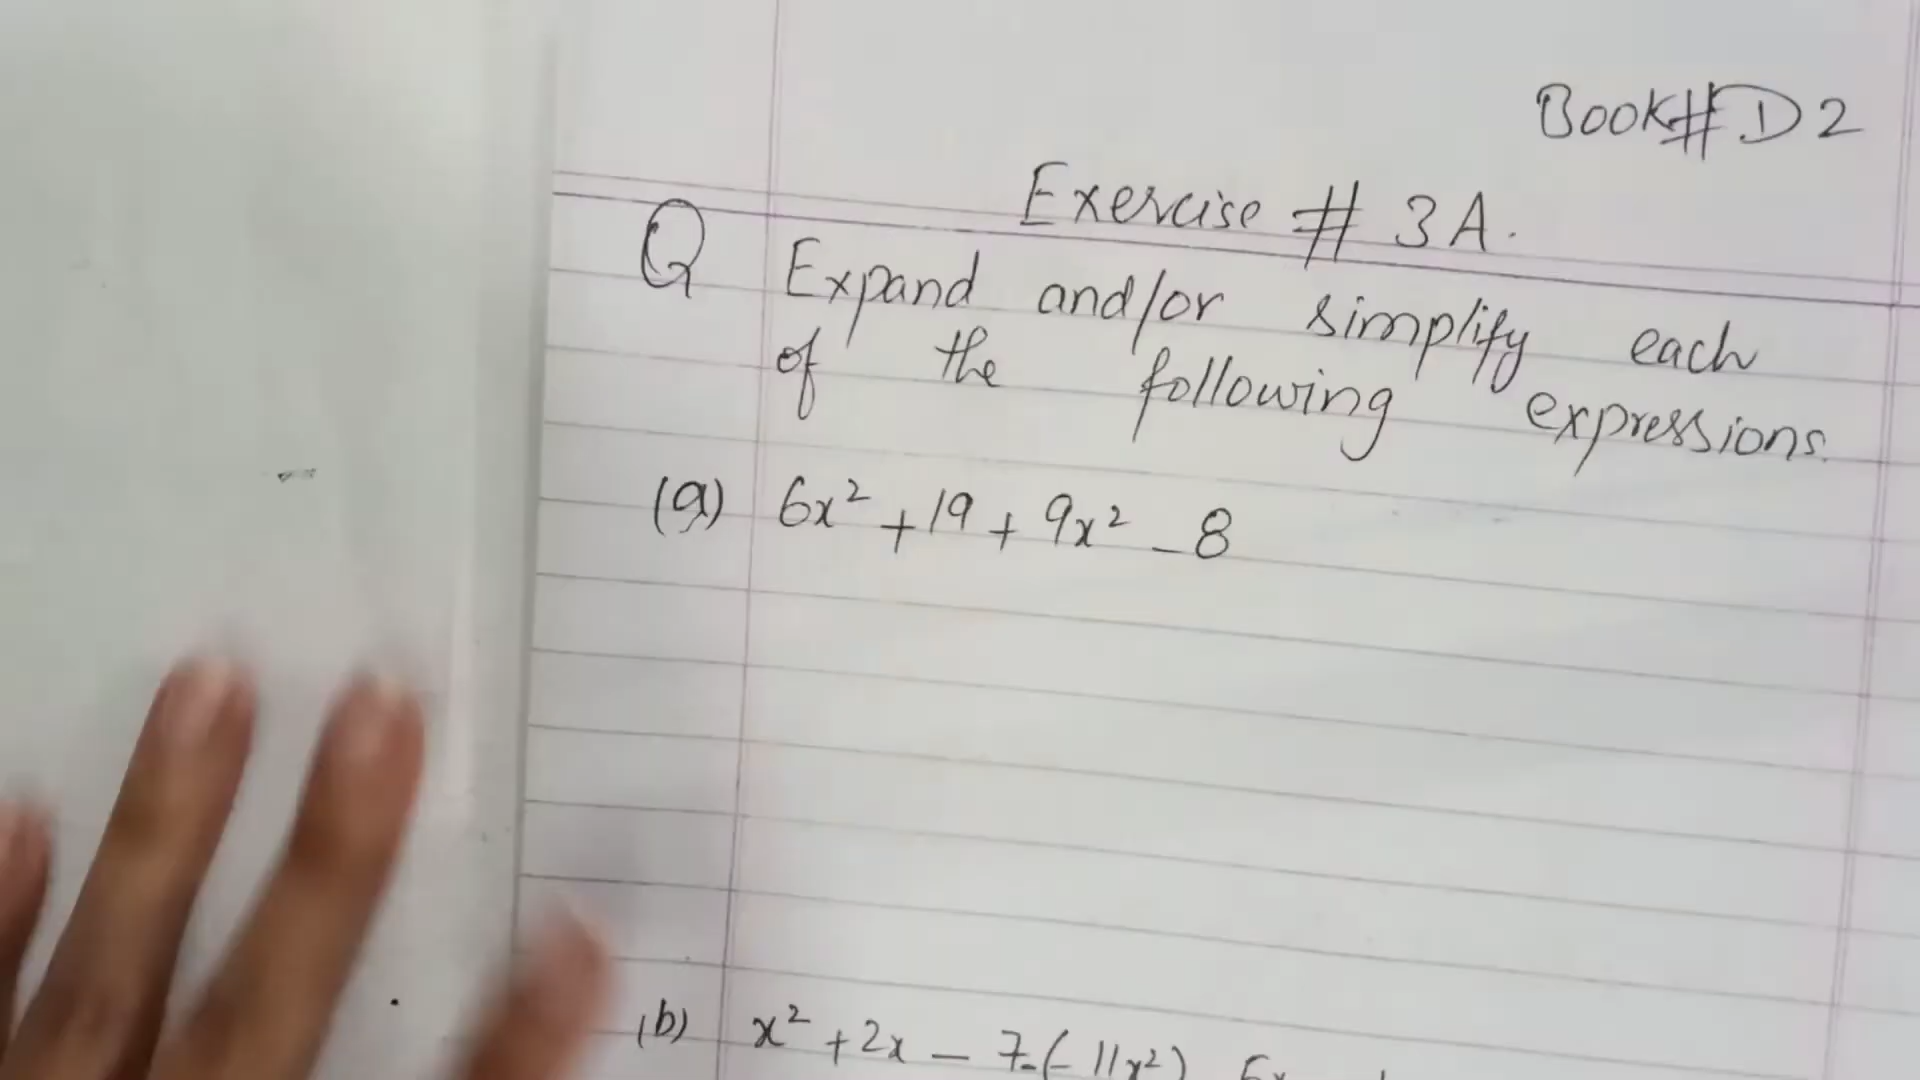 Book# D2
Exercise # 3A.
Q Expand and/or simplify each
of the following expressions.
(a) 6x² + 19 + 9x² - 8
(b) x² + 2x - 7 - (-11x²)